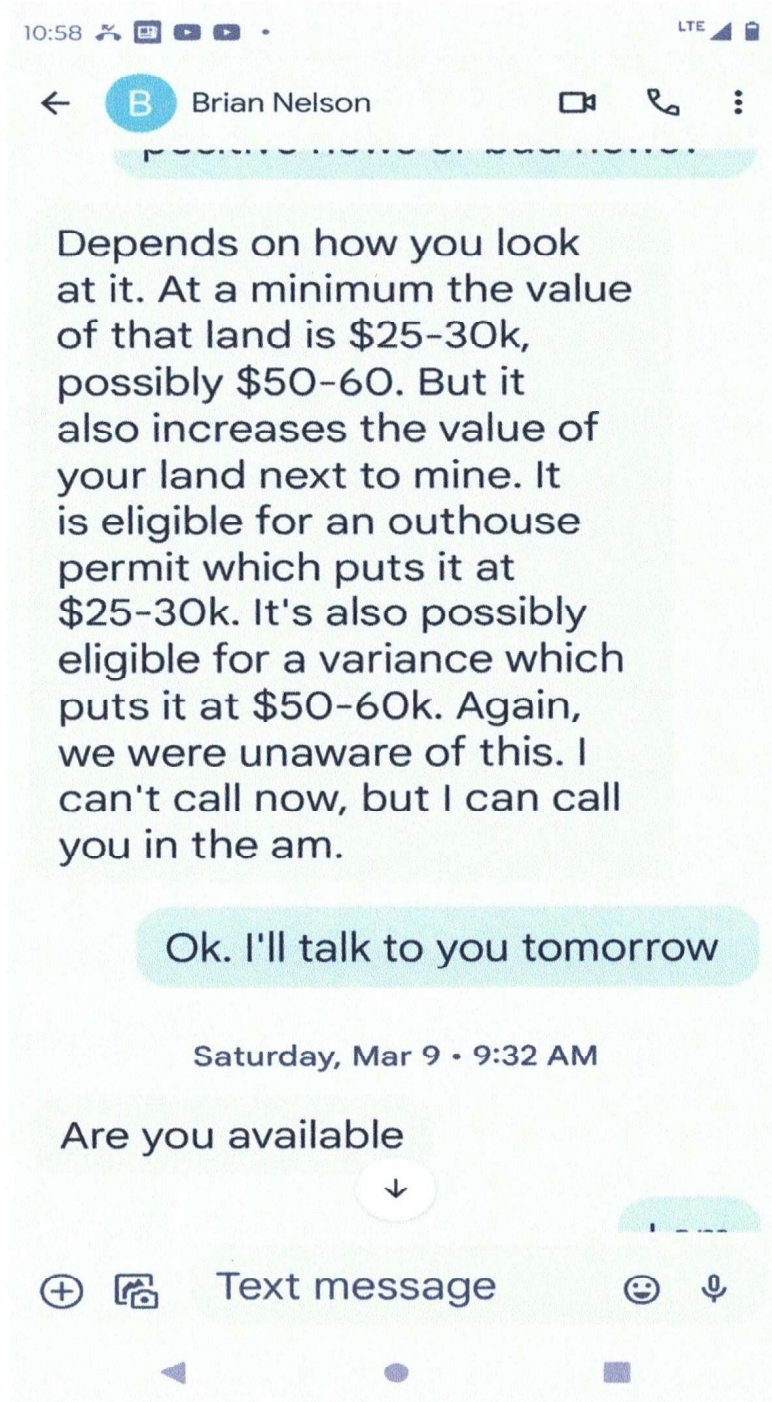 10:58
LTE
B
Brian Nelson
Depends on how you look
at it. At a minimum the value
of that land is $25-30k,
possibly $50-60. But it
also increases the value of
your land next to mine. It
is eligible for an outhouse
permit which puts it at
$25-30k. It's also possibly
eligible for a variance which
puts it at $50-60k. Again,
we were unaware of this. I
can't call now, but I can call
you in the am.
Ok. I'll talk to you tomorrow
Saturday, Mar 9 • 9:32 AM
Are you available
Text message